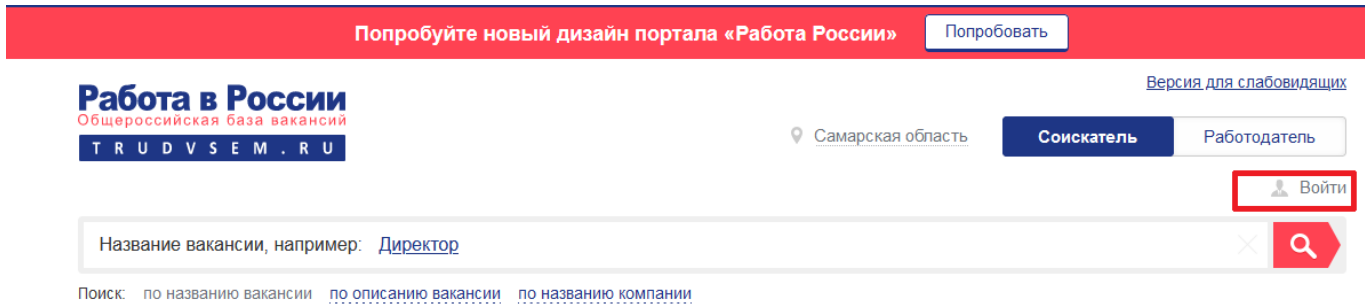 Попробуйте новый дизайн портала «Работа России» Попробовать
Версия для слабовидящих
Работа в России
Общероссийская база вакансий
TRUDVSEM.RU
Самарская область Соискатель Работодатель
Войти
Название вакансии, например: Директор
Поиск: по названию вакансии по описанию вакансии по названию компании